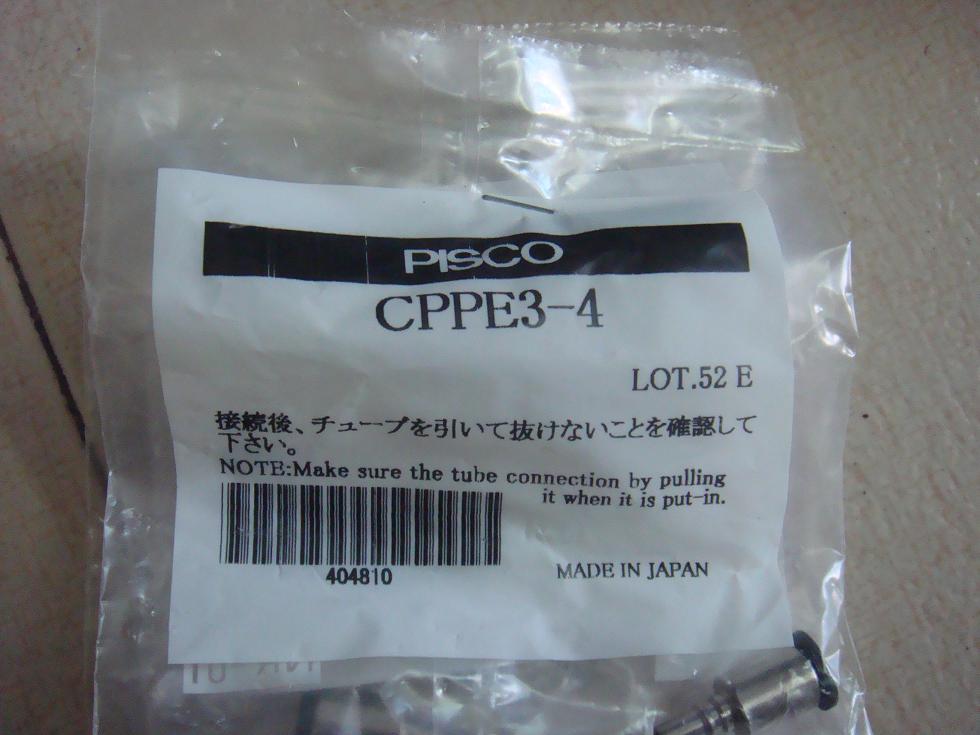 PISCO
CPPE3-4
LOT.52 E
接続後、チューブを引いて抜けないことを確認して
下さい。
NOTE:Make sure the tube connection by pulling
it when it is put-in.
404810
MADE IN JAPAN